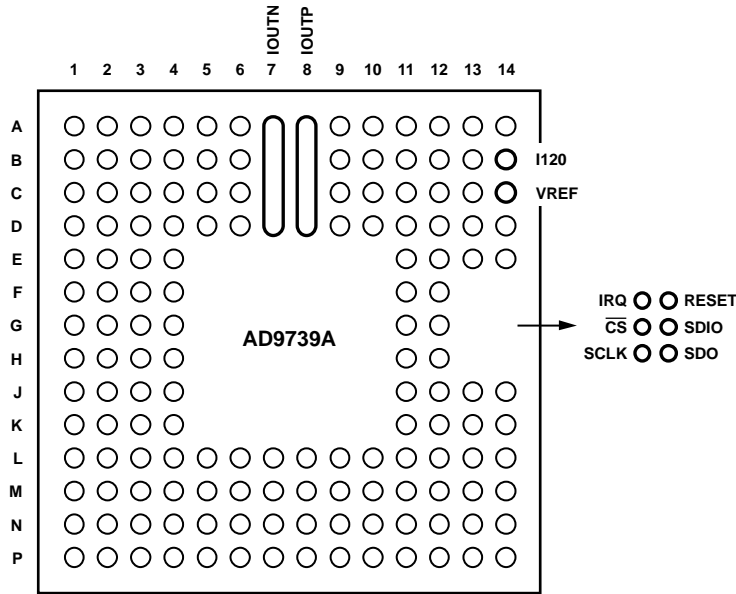 IOUTN
IOUTP
1 2 3 4 5 6 7 8 9 10 11 12 13 14
A
B I120
C VREF
D
E
F
IRQ RESET
G AD9739A C̅S̅ SDIO
H SCLK SDO
J
K
L
M
N
P